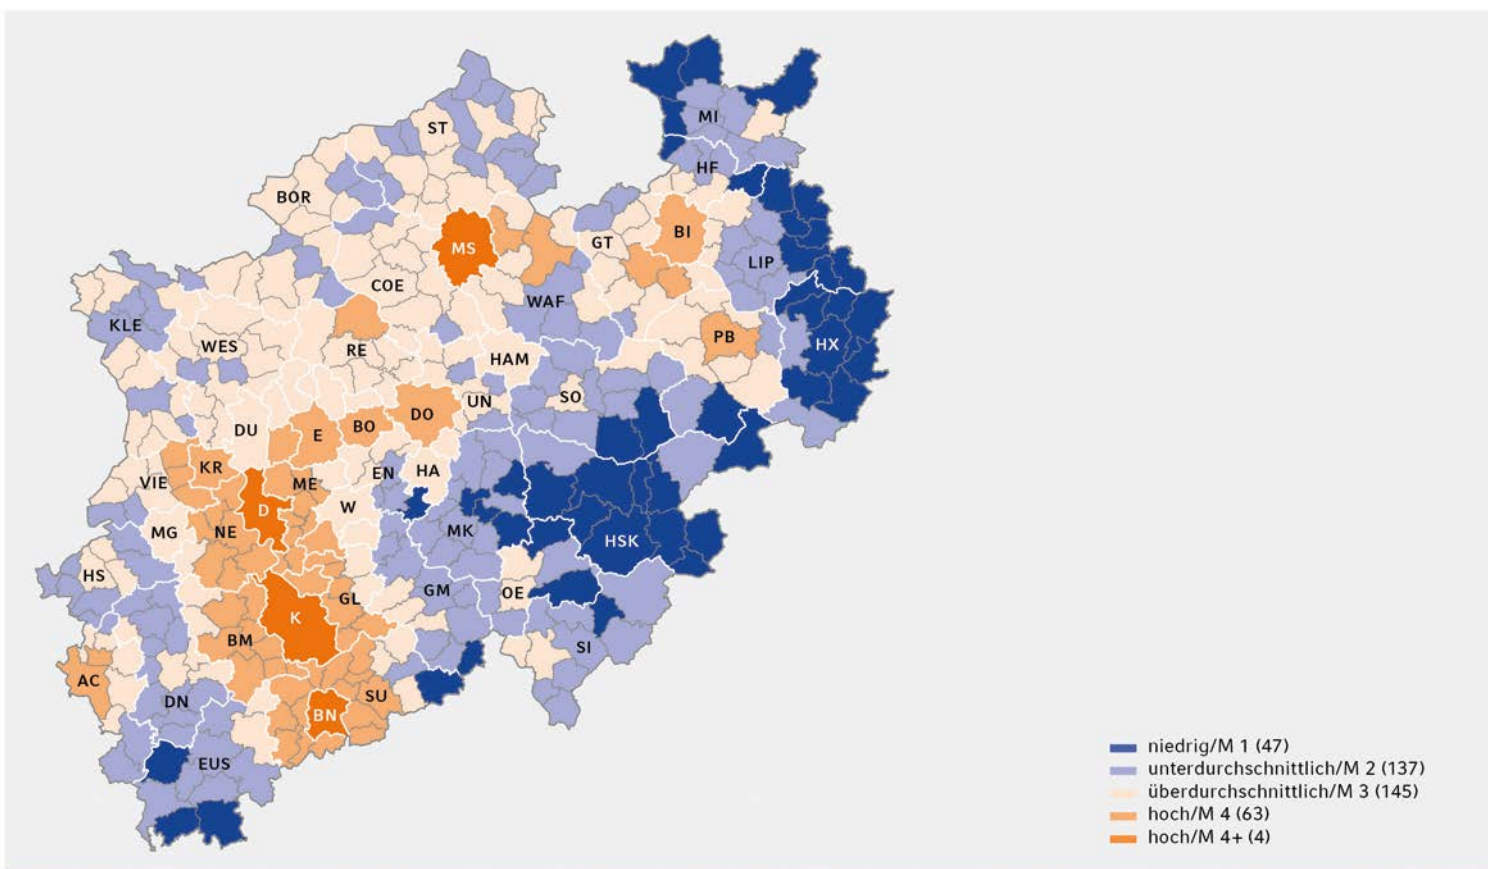 MI
ST
HF
BOR
BI
GT
MS
LIP
COE
WAF
KLE
PB
WES
HX
RE
HAM
SO
UN
DO
BO
DU
E
KR
EN
HA
VIE
ME
W
D
MG
NE
MK
HSK
HS
GM
OE
GL
K
BM
SI
AC
SU
DN
BN
EUS
niedrig/M 1 (47)
unterdurchschnittlich/M 2 (137)
überdurchschnittlich/M 3 (145)
hoch/M 4 (63)
hoch/M 4+ (4)